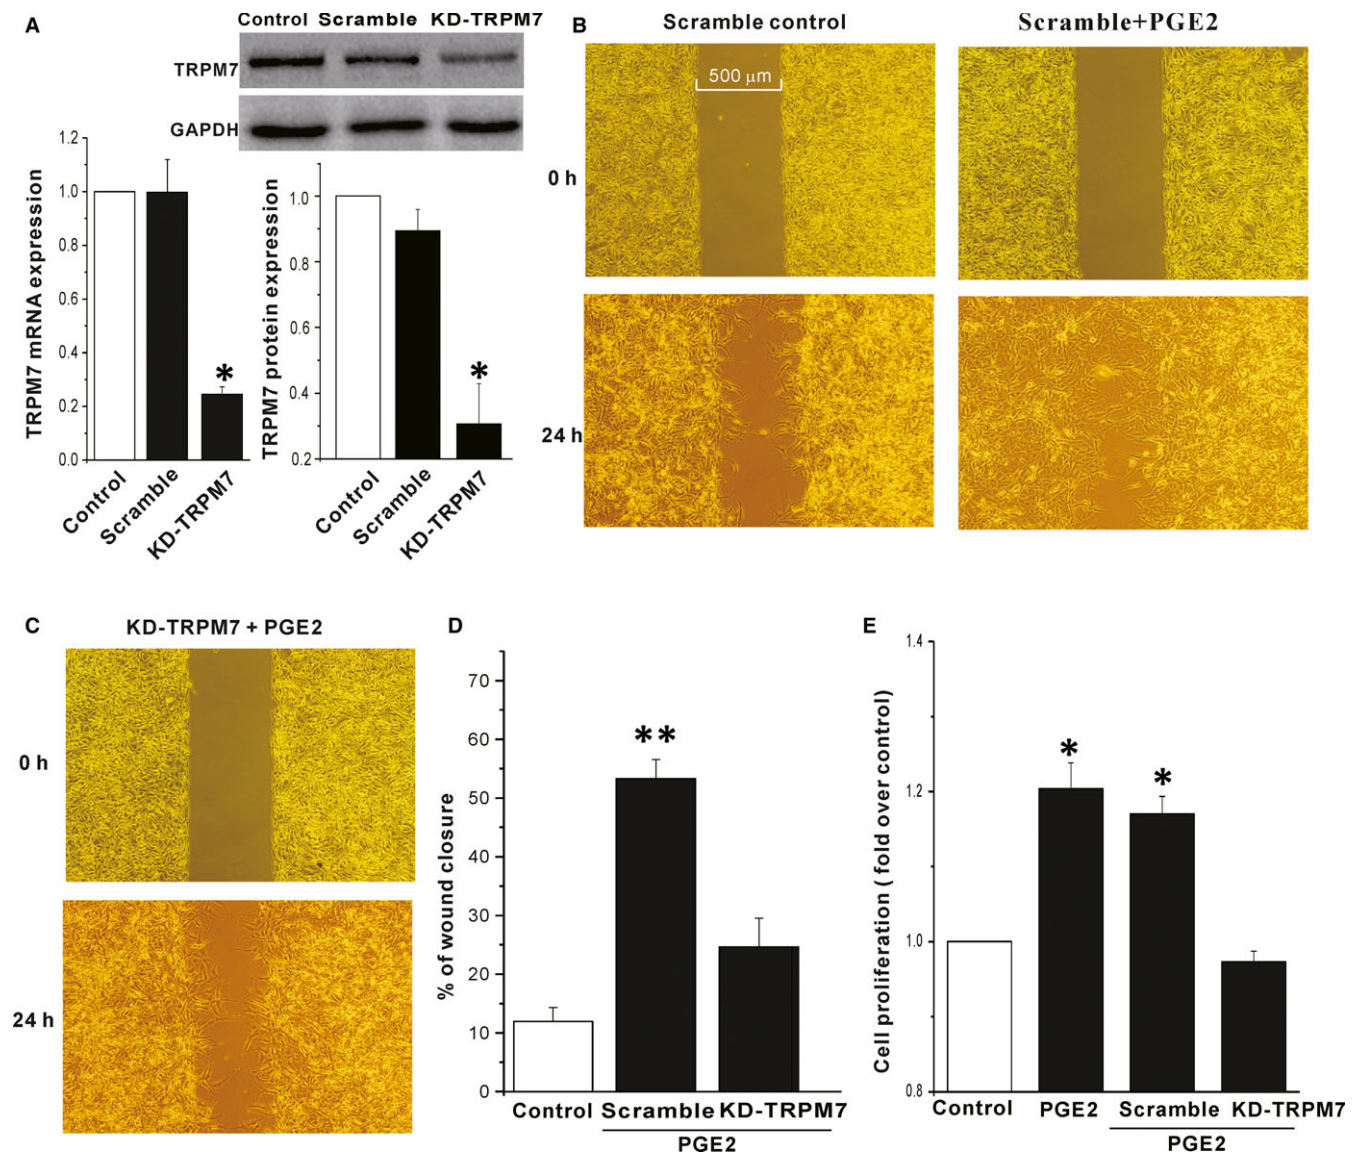 A
Control Scramble KD-TRPM7
TRPM7
GAPDH
TRPM7 mRNA expression
1.2
1.0
0.8
0.6
0.4
0.2
0.0
Control
Scramble
KD-TRPM7
*
TRPM7 protein expression
1.0
0.8
0.6
0.4
0.2
Control
Scramble
KD-TRPM7
*
B
Scramble control
Scramble+PGE2
500 μm
0 h
24 h
C
KD-TRPM7 + PGE2
0 h
24 h
D
% of wound closure
70
60
50
40
30
20
10
0
**
Control Scramble KD-TRPM7
PGE2
E
Cell proliferation ( fold over control)
1.4
1.2
1.0
0.8
*
*
Control PGE2 Scramble KD-TRPM7
PGE2